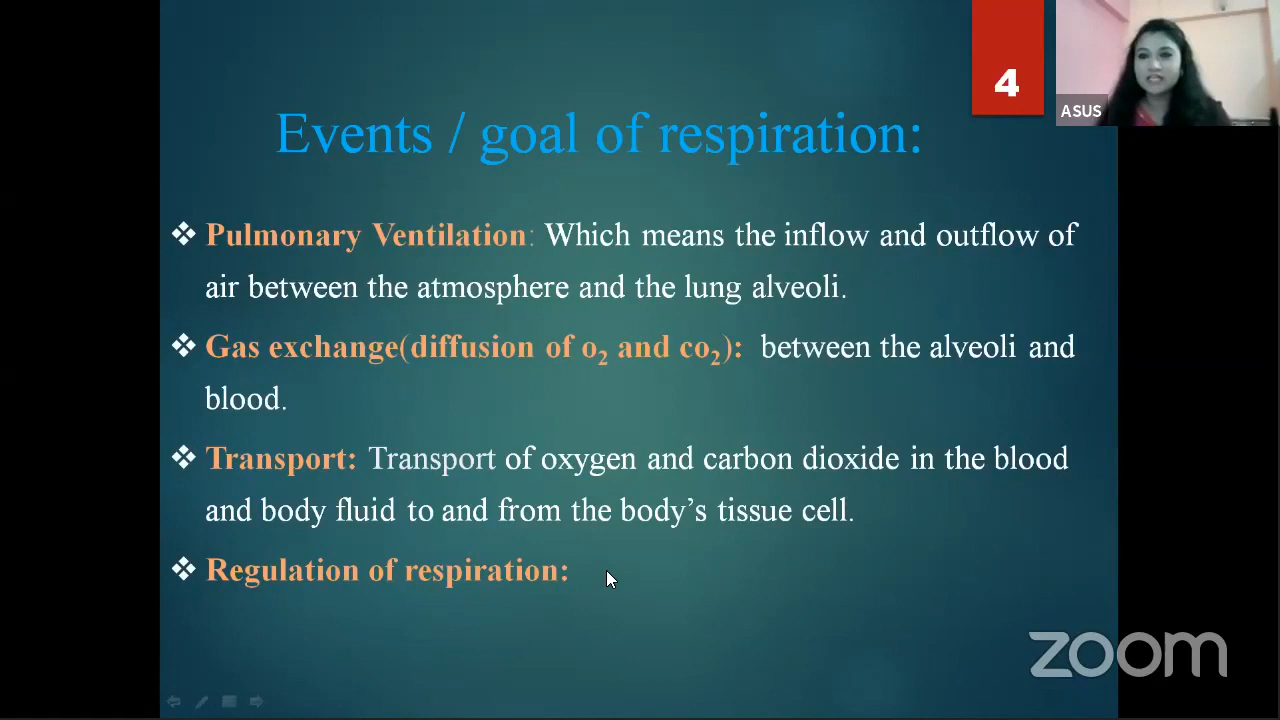 4
ASUS
Events / goal of respiration:
❖ Pulmonary Ventilation: Which means the inflow and outflow of
air between the atmosphere and the lung alveoli.
❖ Gas exchange(diffusion of o₂ and co₂): between the alveoli and
blood.
❖ Transport: Transport of oxygen and carbon dioxide in the blood
and body fluid to and from the body’s tissue cell.
❖ Regulation of respiration:
zoom